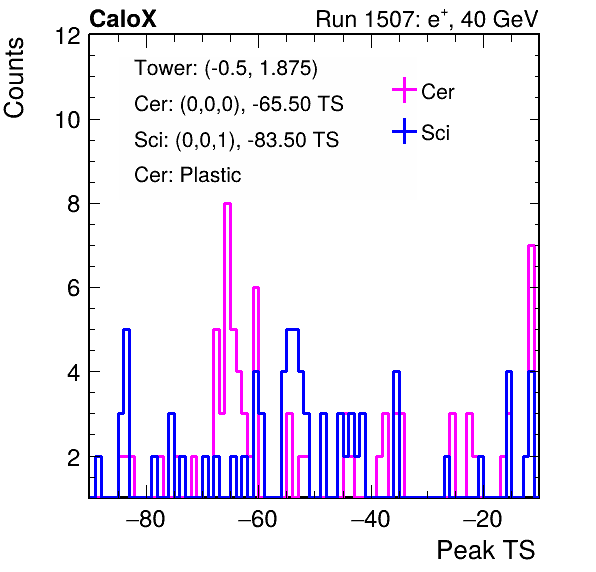 CaloX Run 1507: e+, 40 GeV
Counts
12
10
8
6
4
2
Tower: (-0.5, 1.875)
Cer: (0,0,0), -65.50 TS
Sci: (0,0,1), -83.50 TS
Cer: Plastic
Cer
Sci
−80 −60 −40 −20
Peak TS